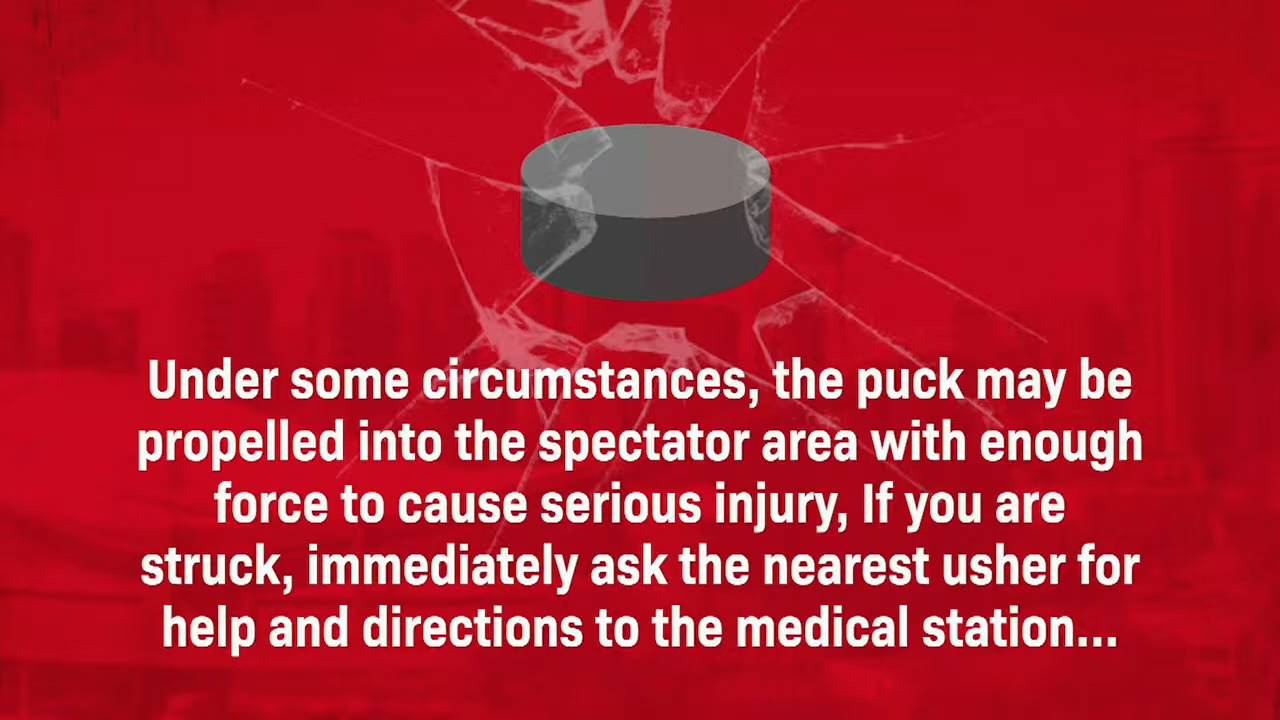 Under some circumstances, the puck may be
propelled into the spectator area with enough
force to cause serious injury, If you are
struck, immediately ask the nearest usher for
help and directions to the medical station...